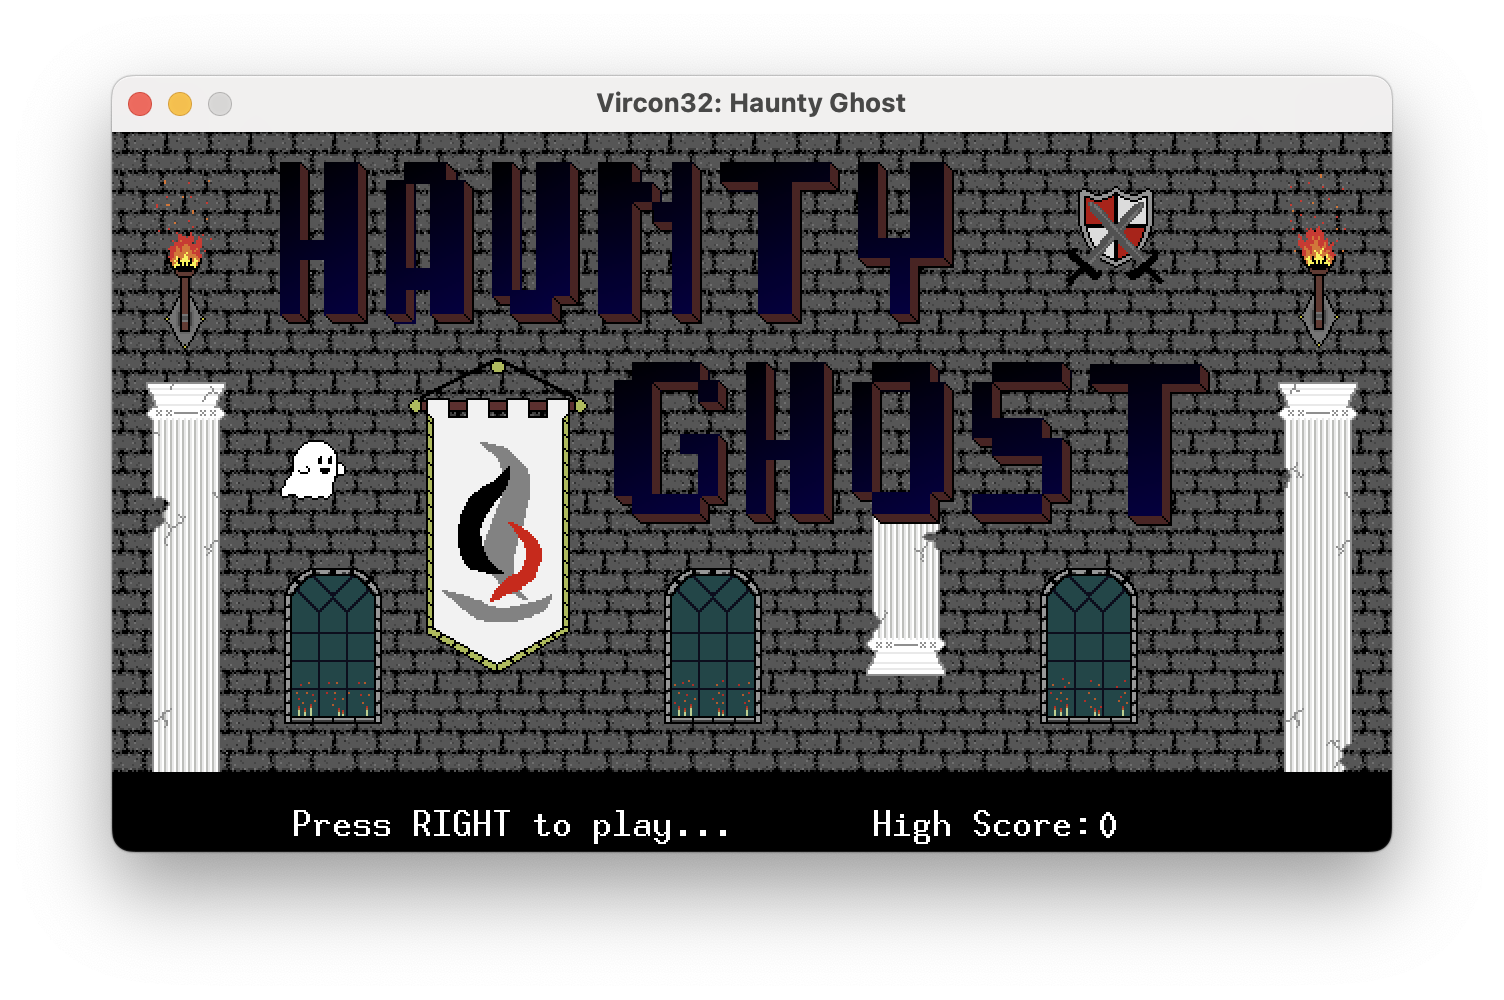 Vircon32: Haunty Ghost
HAUNTY
GHOST
Press RIGHT to play...
High Score:0